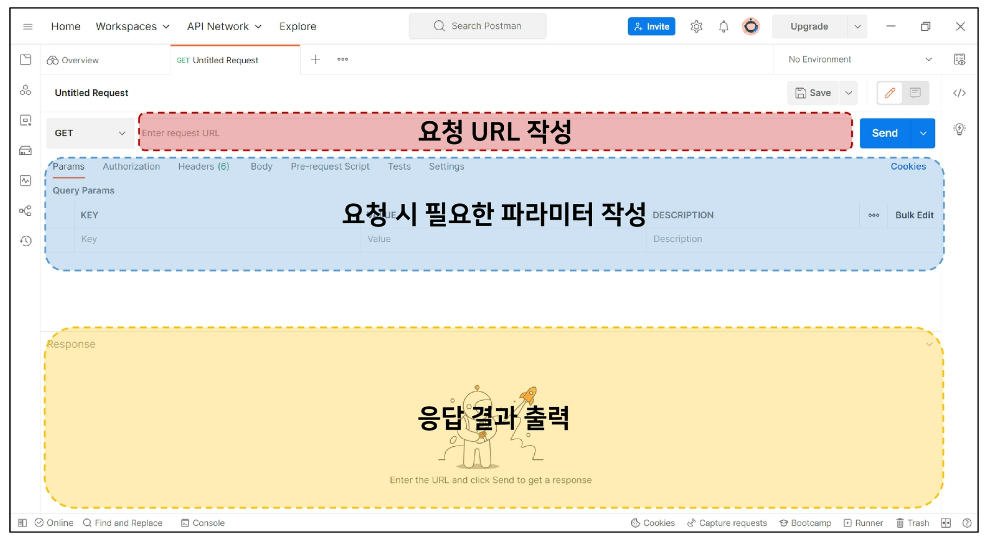 Home Workspaces API Network Explore Search Postman Invite Upgrade
Overview GET Untitled Request No Environment
Untitled Request Save
GET Enter request URL 요청 URL 작성 Send
Params Authorization Headers (6) Body Pre-request Script Tests Settings Cookies
Query Params
KEY 요청 시 필요한 파라미터 작성 DESCRIPTION Bulk Edit
Key Value Description
Response
응답 결과 출력
Enter the URL and click Send to get a response
Online Find and Replace Console Cookies Capture requests Bootcamp Runner Trash